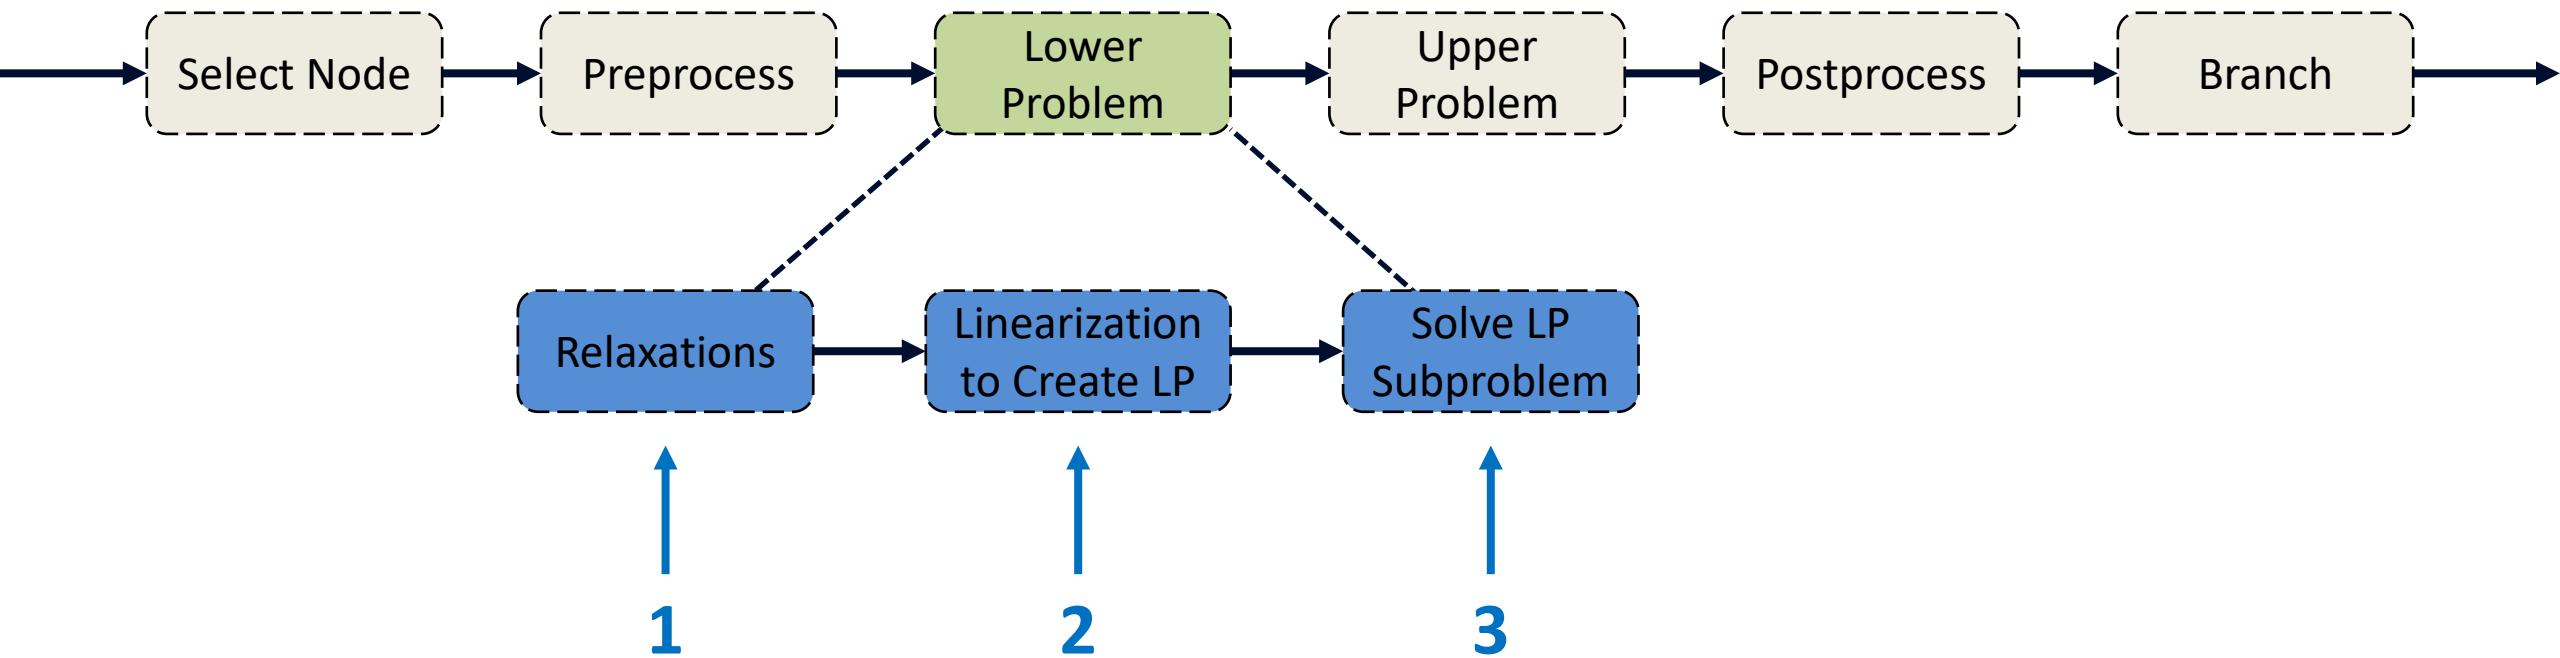 Select Node
Preprocess
Lower
Problem
Upper
Problem
Postprocess
Branch
Relaxations
Linearization
to Create LP
Solve LP
Subproblem
1
2
3